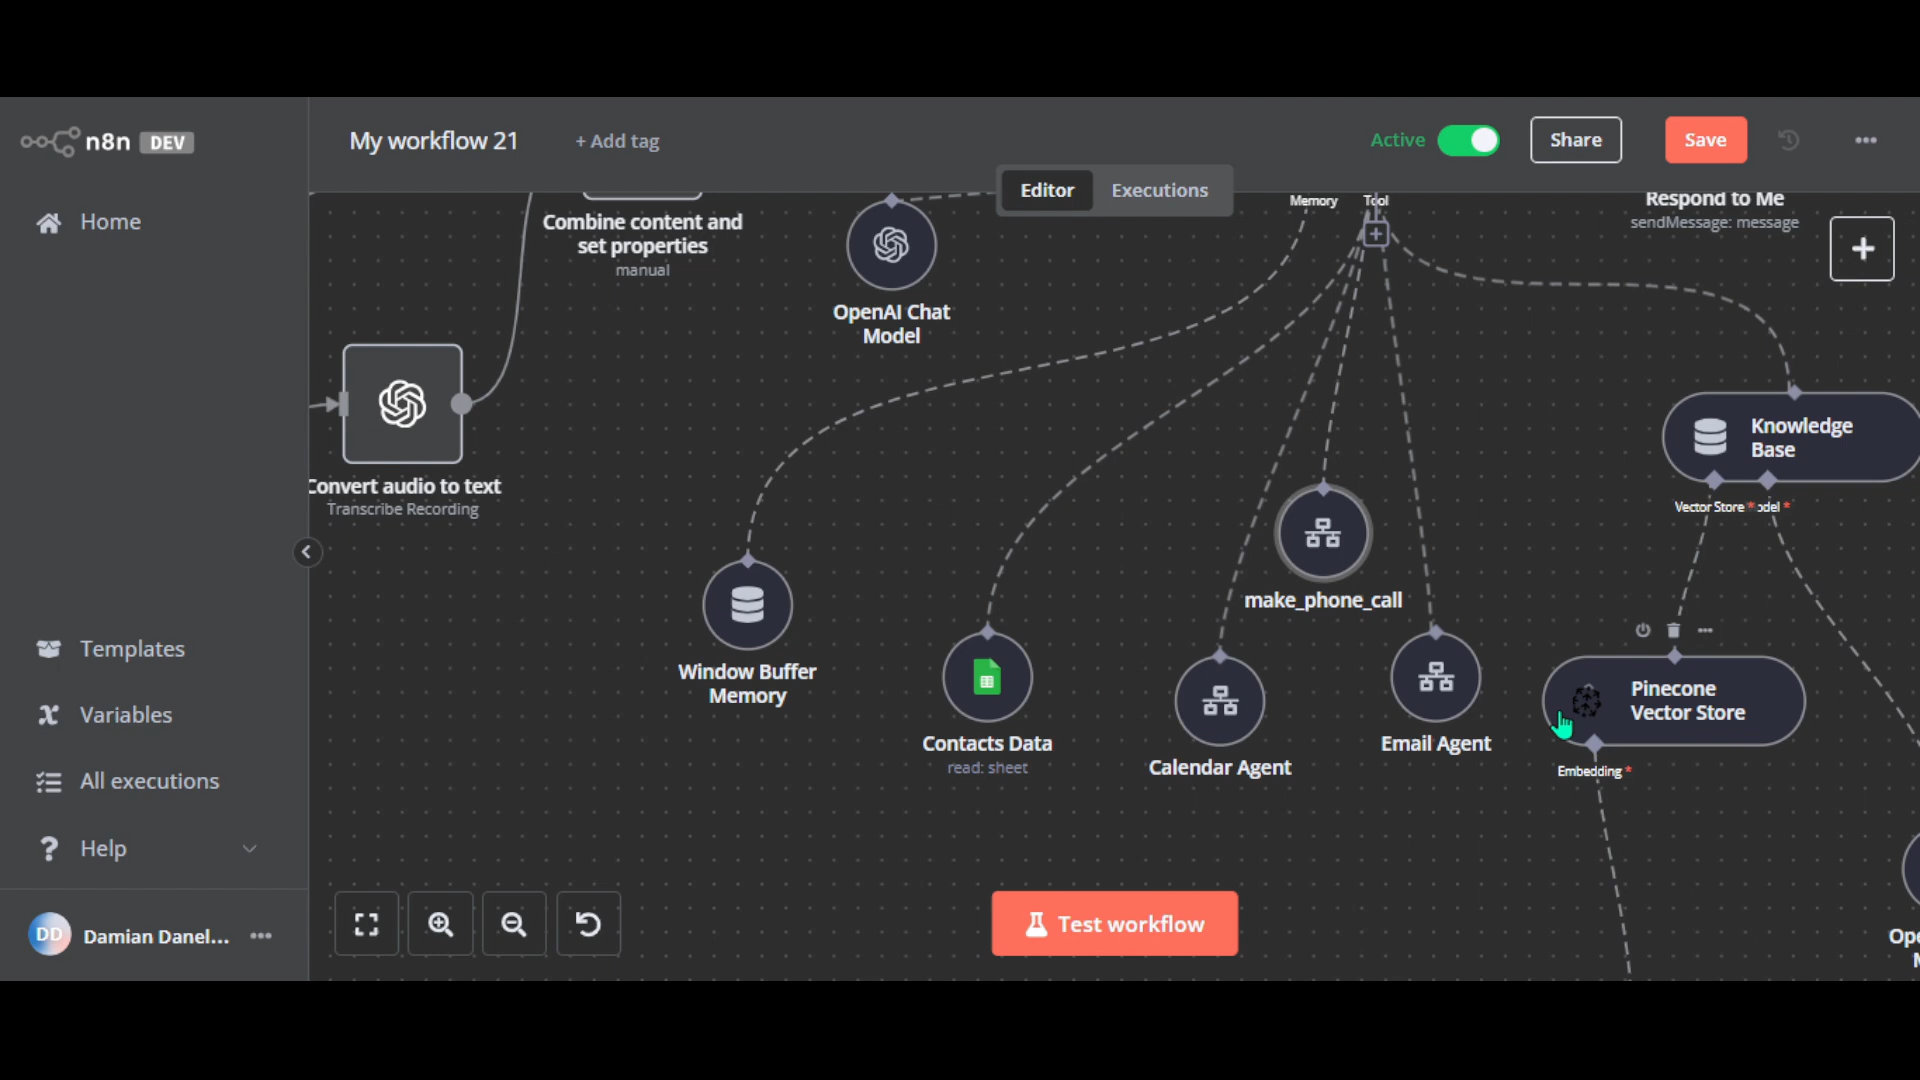 n8n DEV
My workflow 21
+ Add tag
Active
Share
Save
Editor
Executions
Home
Templates
Variables
All executions
Help
DD
Damian Danel...
Combine content and
set properties
manual
OpenAI Chat
Model
Memory
Tool
Respond to Me
sendMessage: message
Convert audio to text
Transcribe Recording
Knowledge
Base
Vector Store *
odel *
make_phone_call
Window Buffer
Memory
Contacts Data
read: sheet
Calendar Agent
Email Agent
Pinecone
Vector Store
Embedding *
Ope
M
Test workflow